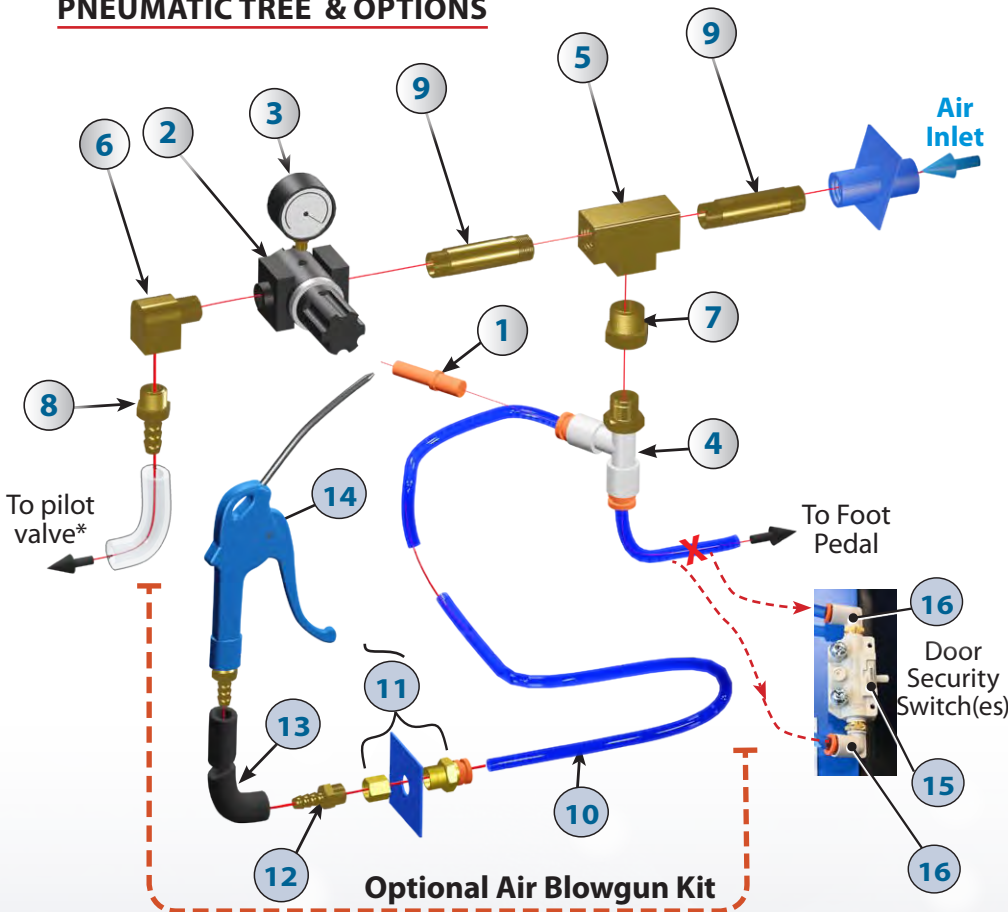 PNEUMATIC TREE & OPTIONS
9
5
9
3
2
6
Air
Inlet
1
7
8
4
To pilot
valve*
14
To Foot
Pedal
X
16
Door
Security
Switch(es)
11
13
15
10
12
16
Optional Air Blowgun Kit